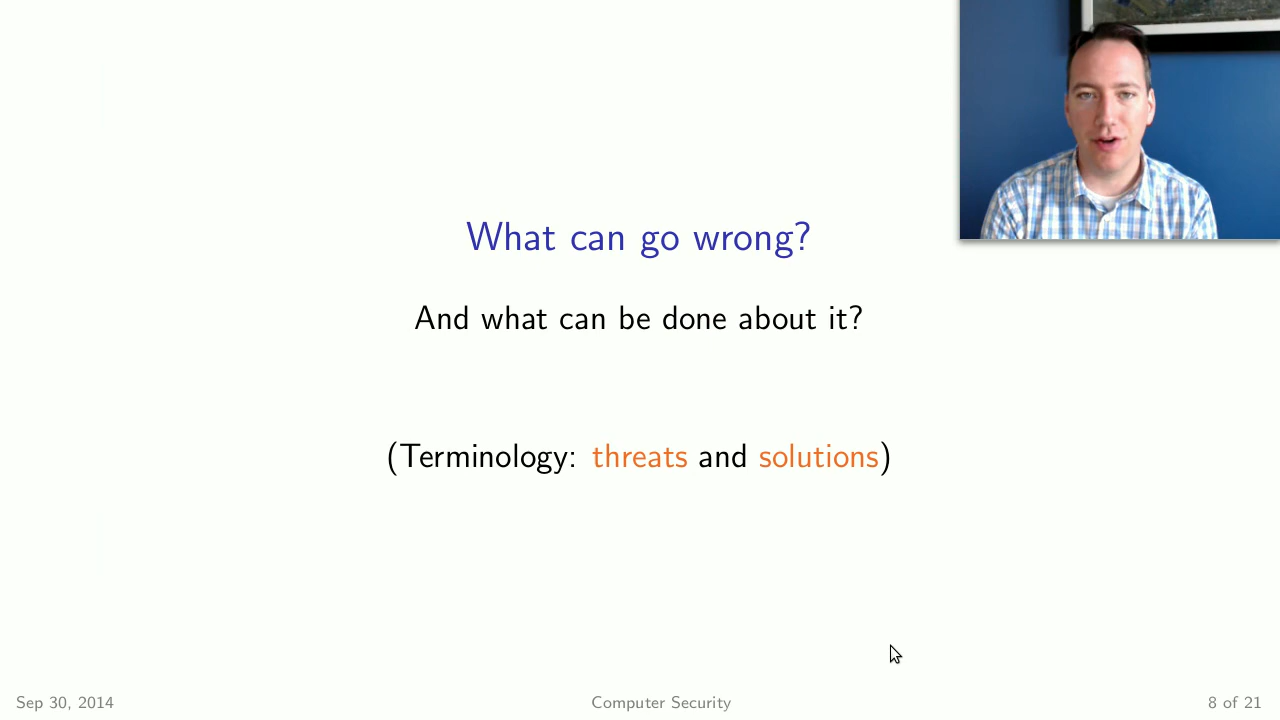 What can go wrong?
And what can be done about it?
(Terminology: threats and solutions)
Sep 30, 2014
Computer Security
8 of 21